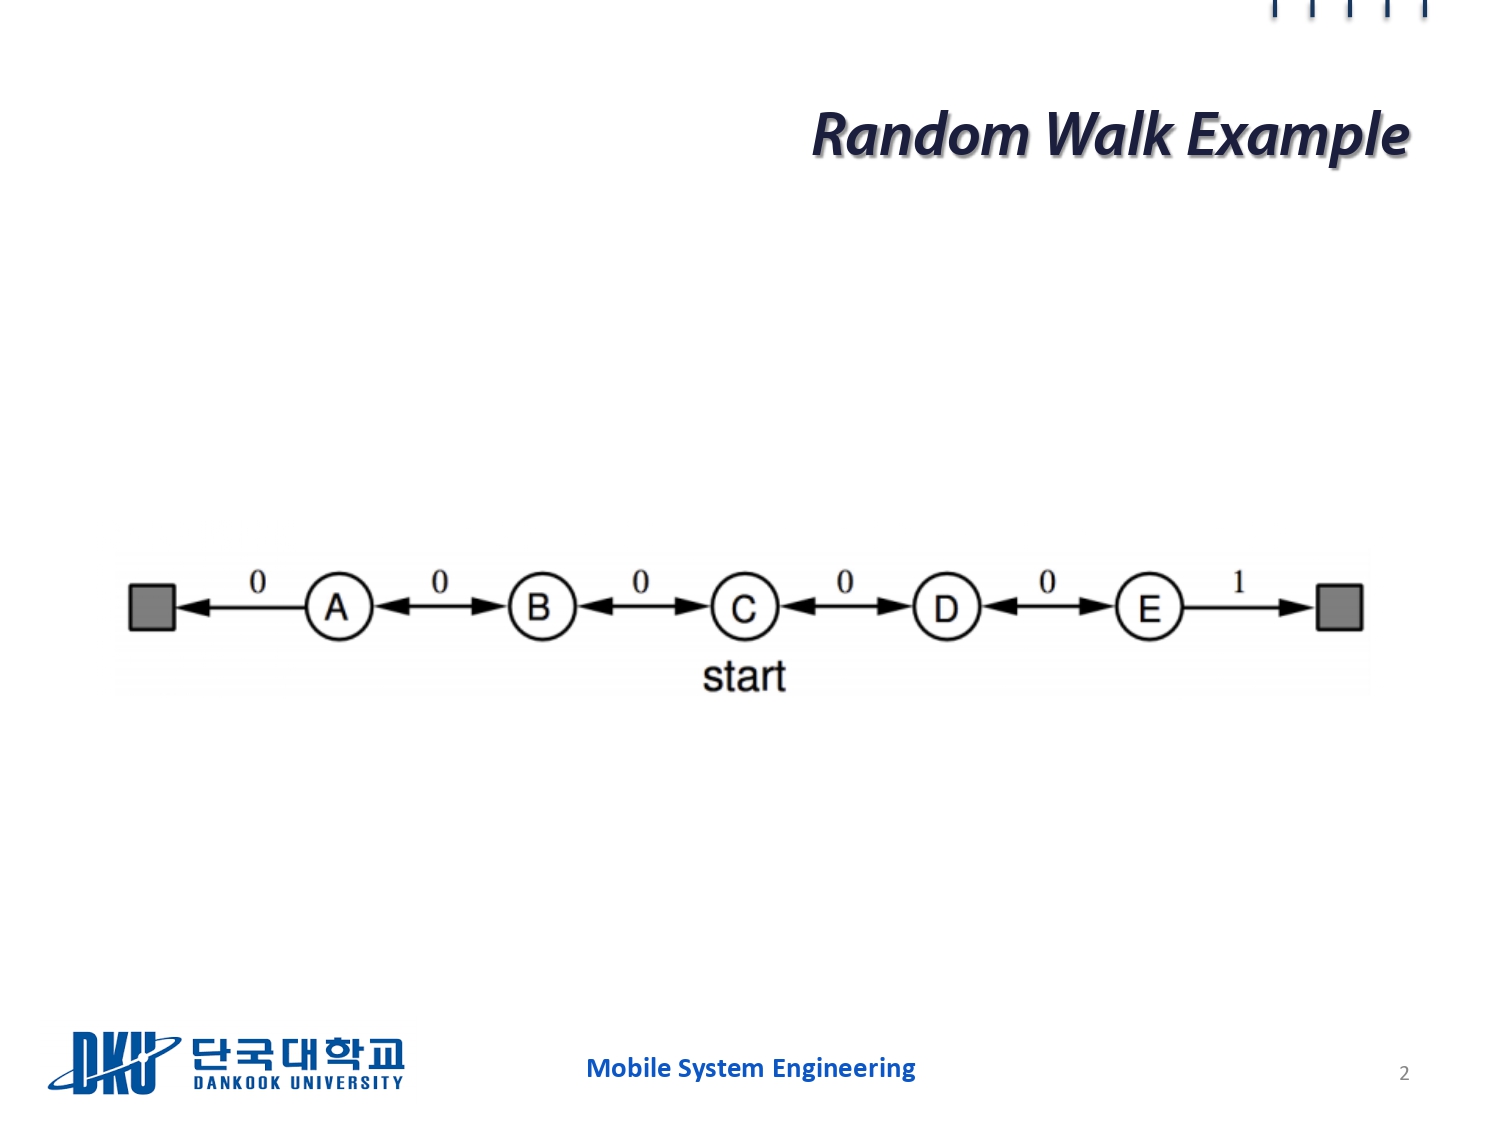 Random Walk Example
0 0 0 0 0 1
A B C D E
start
DKU 단국대학교
DANKOOK UNIVERSITY
Mobile System Engineering
2